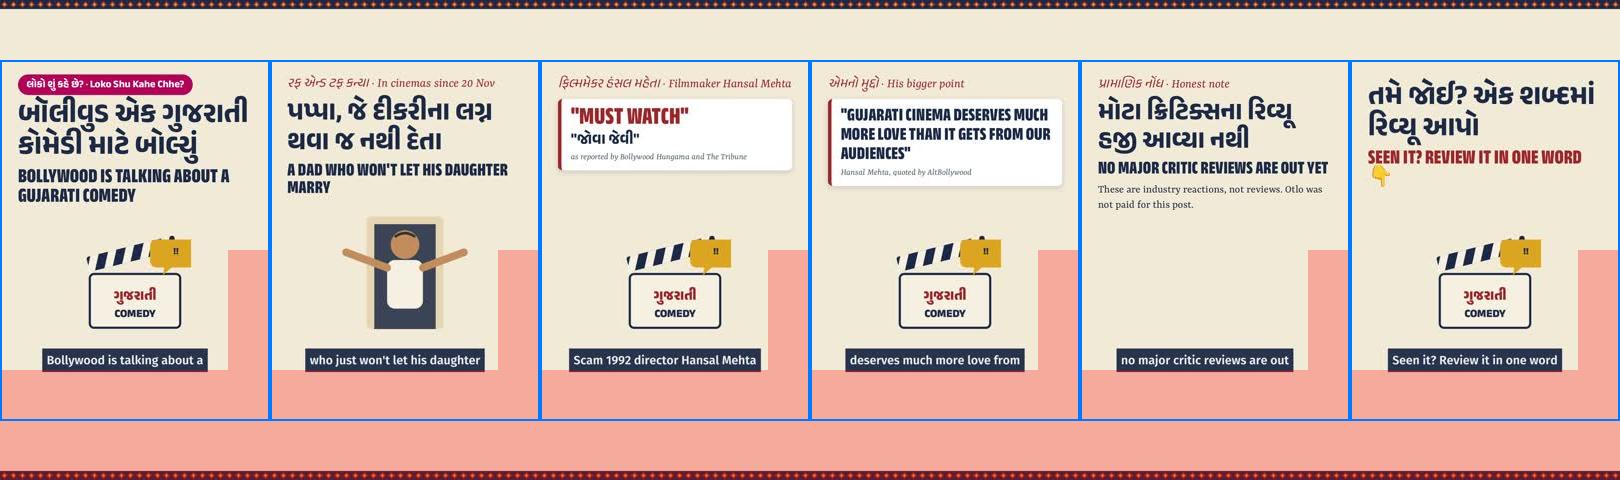 લોકો શું કહે છે? · Loko Shu Kahe Chhe?
બૉલીવુડ એક ગુજરાતી
કોમેડી માટે બોલ્યું
BOLLYWOOD IS TALKING ABOUT A
GUJARATI COMEDY
!!
ગુજરાતી
COMEDY
Bollywood is talking about a
રફ એન્ડ ટફ કન્યા · In cinemas since 20 Nov
પપ્પા, જે દીકરીના લગ્ન
થવા જ નથી દેતા
A DAD WHO WON'T LET HIS DAUGHTER
MARRY
who just won't let his daughter
ફિલ્મમેકર હંસલ મહેતા · Filmmaker Hansal Mehta
"MUST WATCH"
"જોવા જેવી"
as reported by Bollywood Hungama and The Tribune
!!
ગુજરાતી
COMEDY
Scam 1992 director Hansal Mehta
એમનો મુદ્દો · His bigger point
"GUJARATI CINEMA DESERVES MUCH
MORE LOVE THAN IT GETS FROM OUR
AUDIENCES"
Hansal Mehta, quoted by AltBollywood
!!
ગુજરાતી
COMEDY
deserves much more love from
પ્રામાણિક નોંધ · Honest note
મોટા ક્રિટિક્સના રિવ્યૂ
હજી આવ્યા નથી
NO MAJOR CRITIC REVIEWS ARE OUT YET
These are industry reactions, not reviews. Otlo was
not paid for this post.
no major critic reviews are out
તમે જોઈ? એક શબ્દમાં
રિવ્યૂ આપો
SEEN IT? REVIEW IT IN ONE WORD
👇
!!
ગુજરાતી
COMEDY
Seen it? Review it in one word